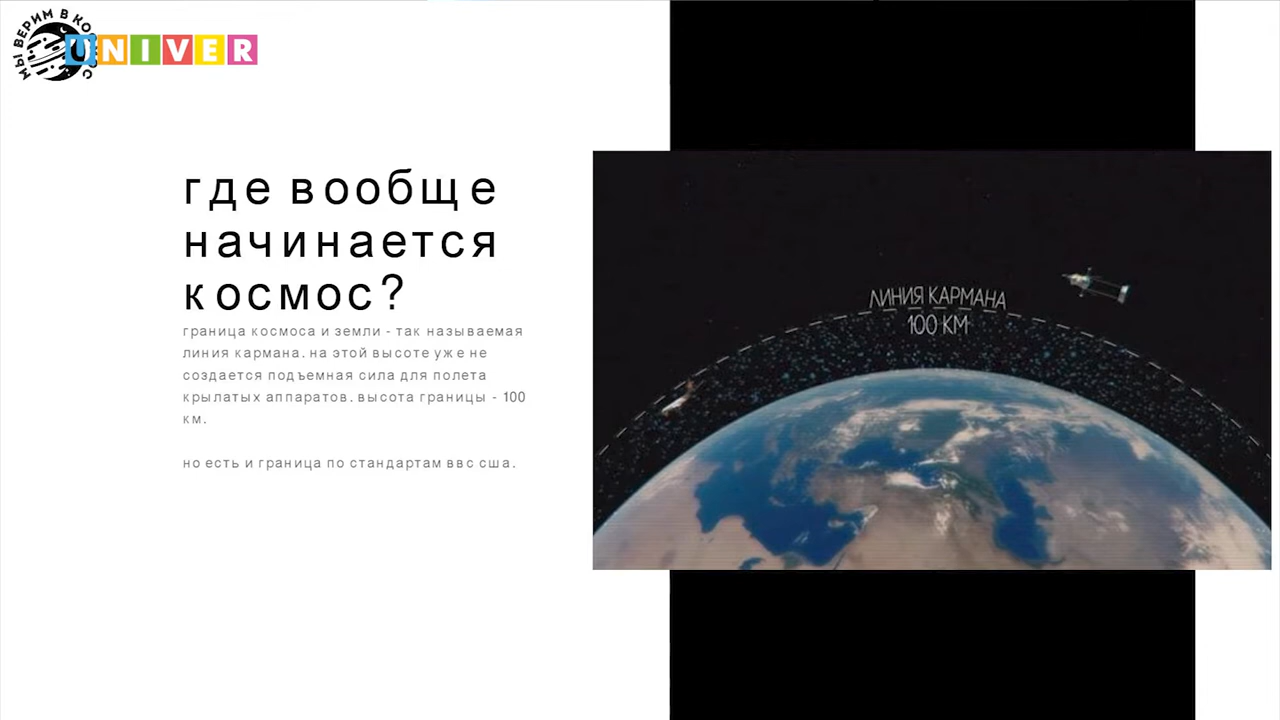 МЫ ВЕРИМ В КОСМОС
UNIVER
где вообще
начинается
космос?
граница космоса и земли - так называемая
линия кармана. на этой высоте уже не
создается подъемная сила для полета
крылатых аппаратов. высота границы - 100
км.
но есть и граница по стандартам ввс сша.
ЛИНИЯ КАРМАНА
100 КМ